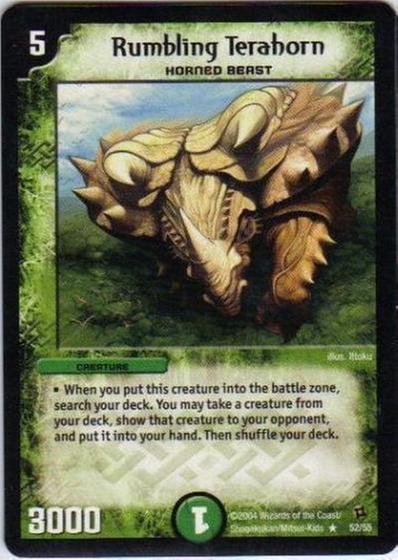 5 Rumbling Terahorn
HORNED BEAST
illus. Ittoku
CREATURE
▪ When you put this creature into the battle zone,
search your deck. You may take a creature from
your deck, show that creature to your opponent,
and put it into your hand. Then shuffle your deck.
3000
1
©2004 Wizards of the Coast/
Shogakukan/Mitsui-Kids ★ 52/55